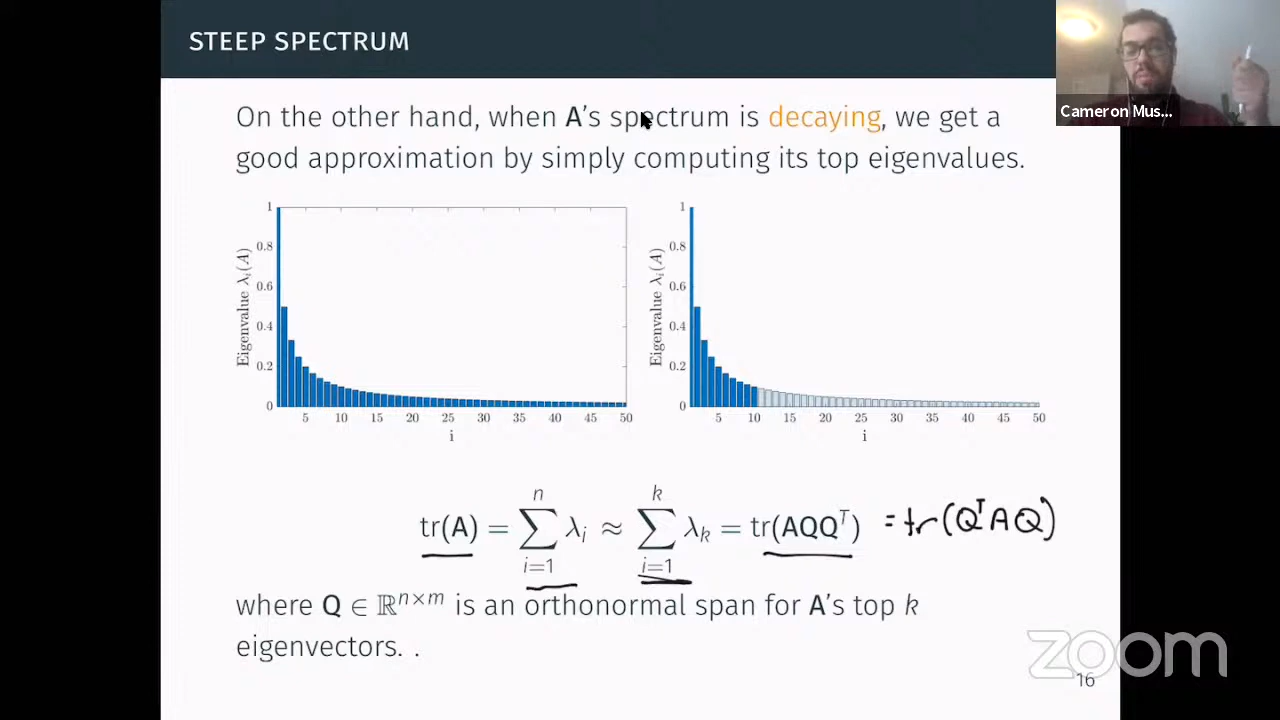 STEEP SPECTRUM
Cameron Mus...
On the other hand, when A's spectrum is decaying, we get a
good approximation by simply computing its top eigenvalues.
1
0.8
0.6
0.4
0.2
0
Eigenvalue λᵢ(A)
5 10 15 20 25 30 35 40 45 50
i
1
0.8
0.6
0.4
0.2
0
Eigenvalue λᵢ(A)
5 10 15 20 25 30 35 40 45 50
i
tr(A) = ∑_{i=1}^{n} λᵢ ≈ ∑_{i=1}^{k} λₖ = tr(AQQᵀ) = tr(QᵀAQ)
where Q ∈ ℝⁿˣᵐ is an orthonormal span for A's top k
eigenvectors. .
zoom
16